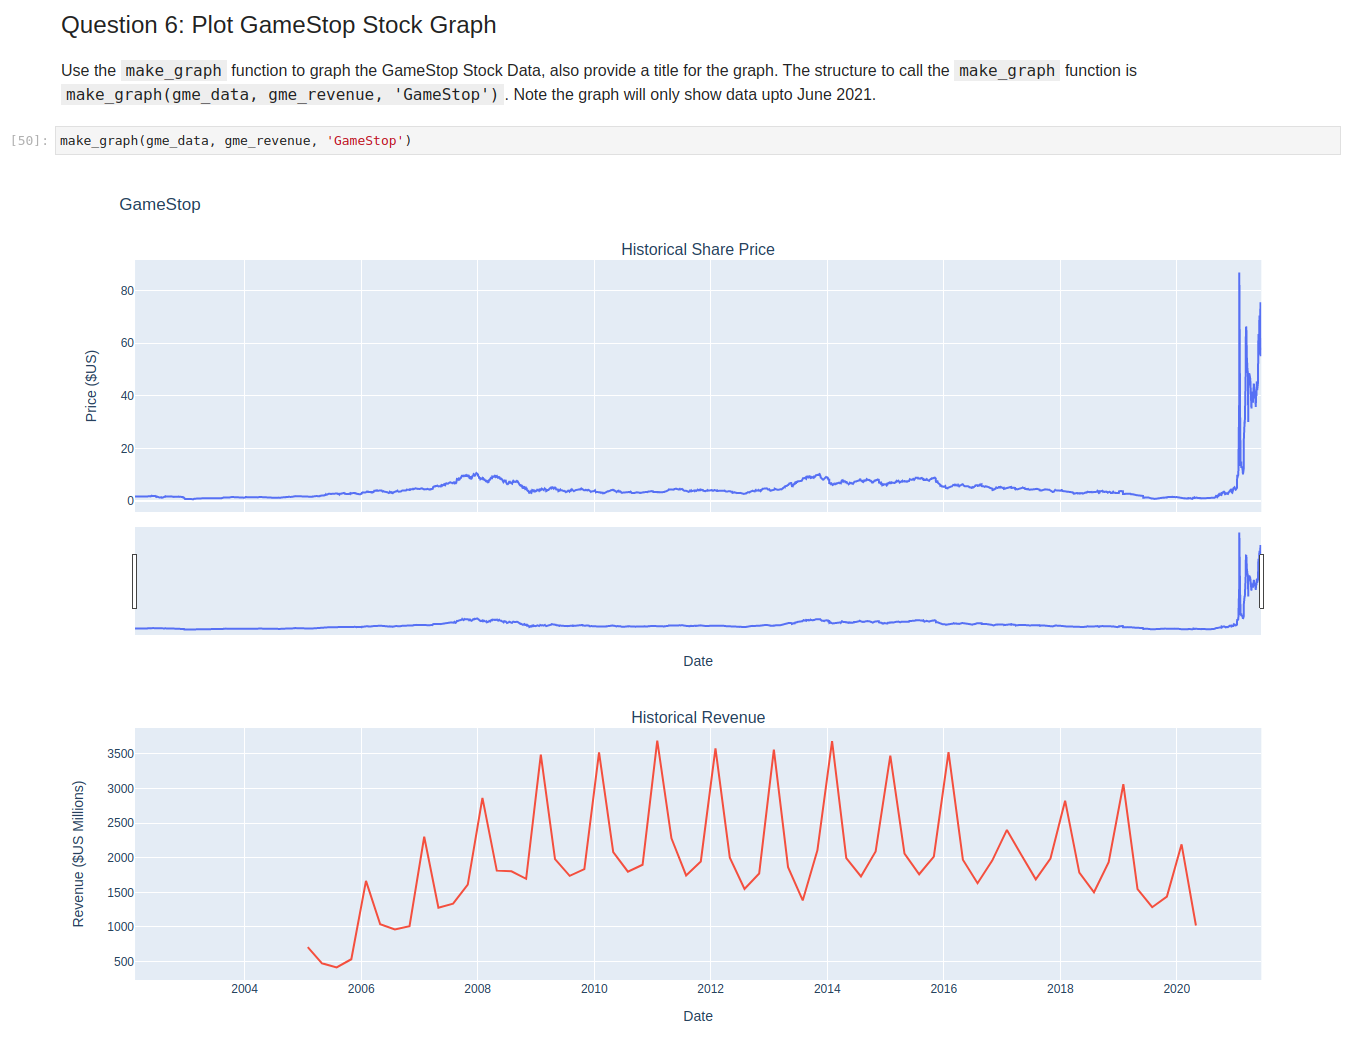 Question 6: Plot GameStop Stock Graph
Use the make_graph function to graph the GameStop Stock Data, also provide a title for the graph. The structure to call the make_graph function is
make_graph(gme_data, gme_revenue, 'GameStop') . Note the graph will only show data upto June 2021.
[50]: make_graph(gme_data, gme_revenue, 'GameStop')
GameStop
Historical Share Price
Price ($US)
80
60
40
20
0
Date
Historical Revenue
Revenue ($US Millions)
3500
3000
2500
2000
1500
1000
500
2004 2006 2008 2010 2012 2014 2016 2018 2020
Date